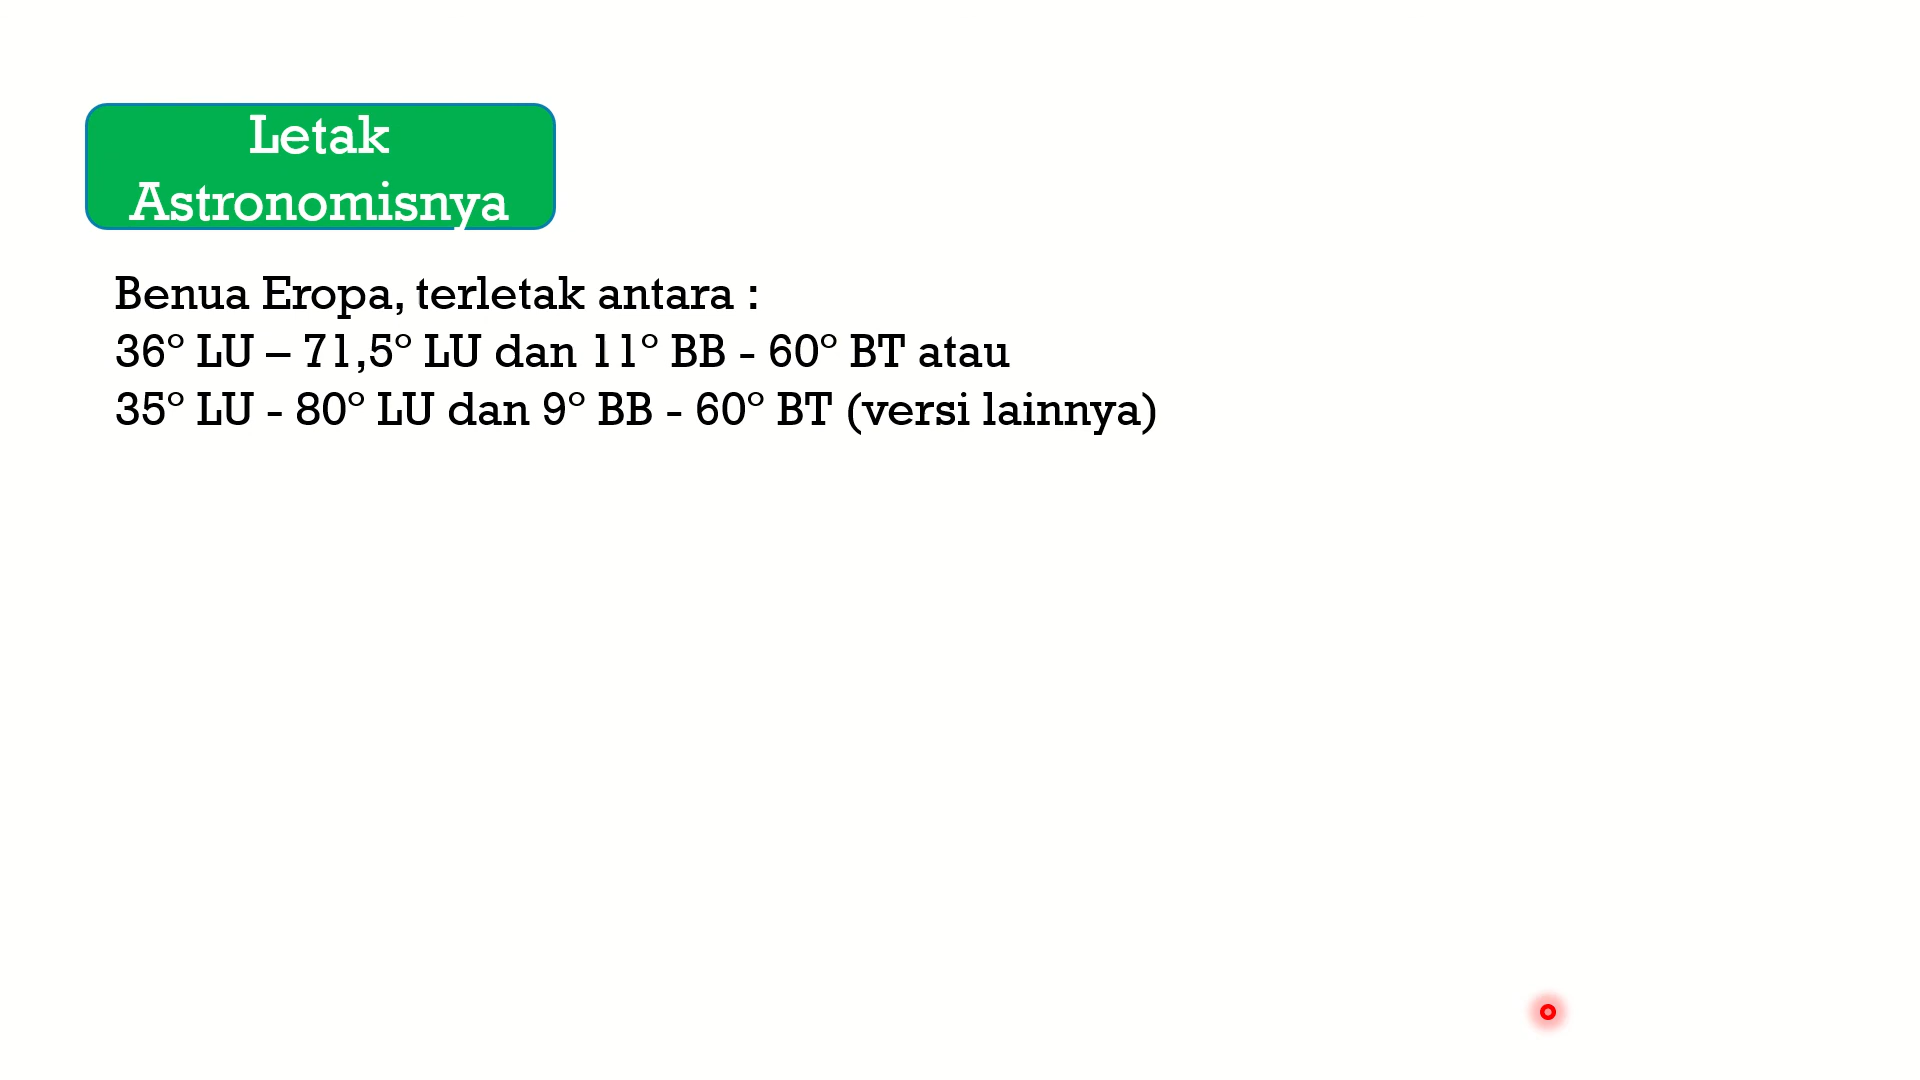 Letak
Astronomisnya
Benua Eropa, terletak antara :
36° LU – 71,5° LU dan 11° BB - 60° BT atau
35° LU - 80° LU dan 9° BB - 60° BT (versi lainnya)